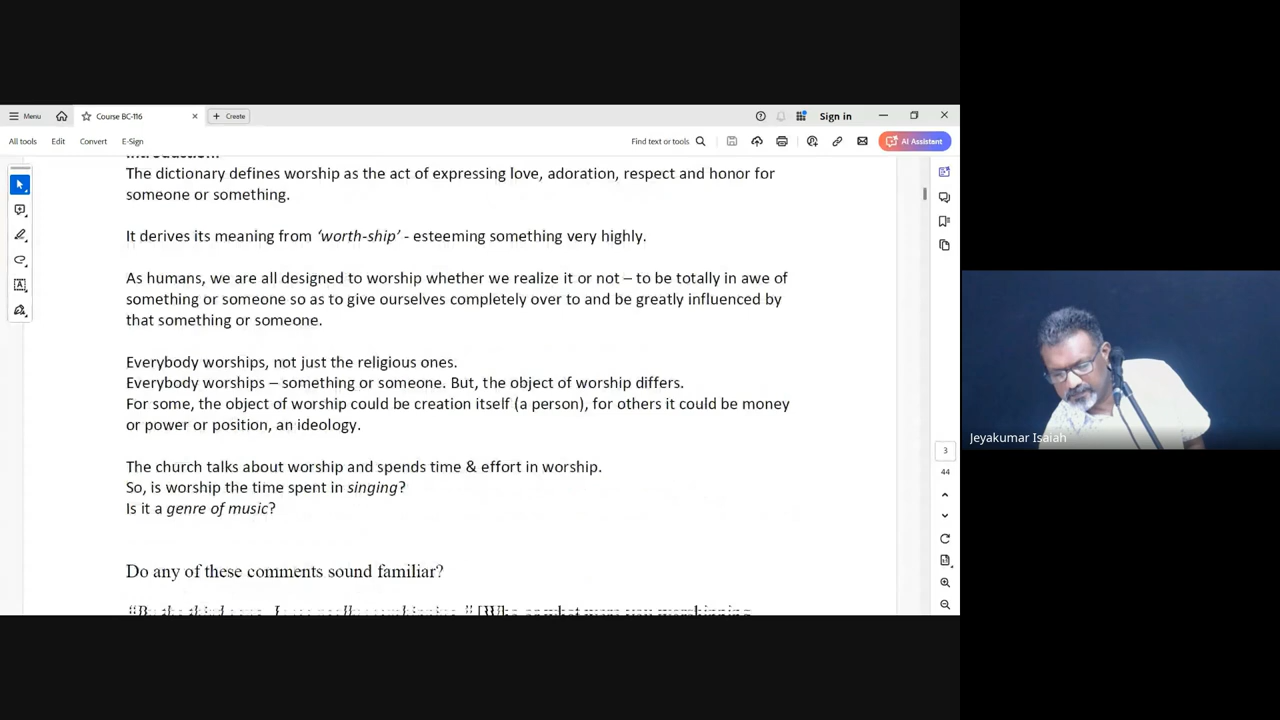 Menu
Course BC-116
Create
Sign in
All tools
Edit
Convert
E-Sign
Find text or tools
AI Assistant
Introduction:
The dictionary defines worship as the act of expressing love, adoration, respect and honor for
someone or something.
It derives its meaning from ‘worth-ship’ - esteeming something very highly.
As humans, we are all designed to worship whether we realize it or not – to be totally in awe of
something or someone so as to give ourselves completely over to and be greatly influenced by
that something or someone.
Everybody worships, not just the religious ones.
Everybody worships – something or someone. But, the object of worship differs.
For some, the object of worship could be creation itself (a person), for others it could be money
or power or position, an ideology.
The church talks about worship and spends time & effort in worship.
So, is worship the time spent in singing?
Is it a genre of music?
Do any of these comments sound familiar?
3
44
Jeyakumar Isaiah